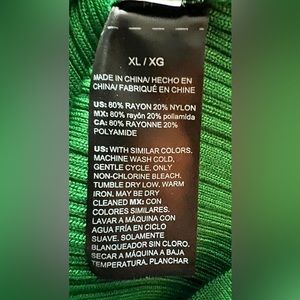 XL / XG
MADE IN CHINA/ HECHO EN
CHINA/ FABRIQUÉ EN CHINE
US: 80% RAYON 20% NYLON
MX: 80% rayón 20% poliamida
CA: 80% RAYONNE 20%
POLYAMIDE
US: WITH SIMILAR COLORS,
MACHINE WASH COLD,
GENTLE CYCLE, ONLY
NON-CHLORINE BLEACH.
TUMBLE DRY LOW, WARM
IRON, MAY BE DRY
CLEANED MX: CON
COLORES SIMILARES.
LAVAR A MÁQUINA CON
AGUA FRÍA EN CICLO
SUAVE. SOLAMENTE
BLANQUEADOR SIN CLORO.
SECAR A MÁQUINA A BAJA
TEMPERATURA, PLANCHAR